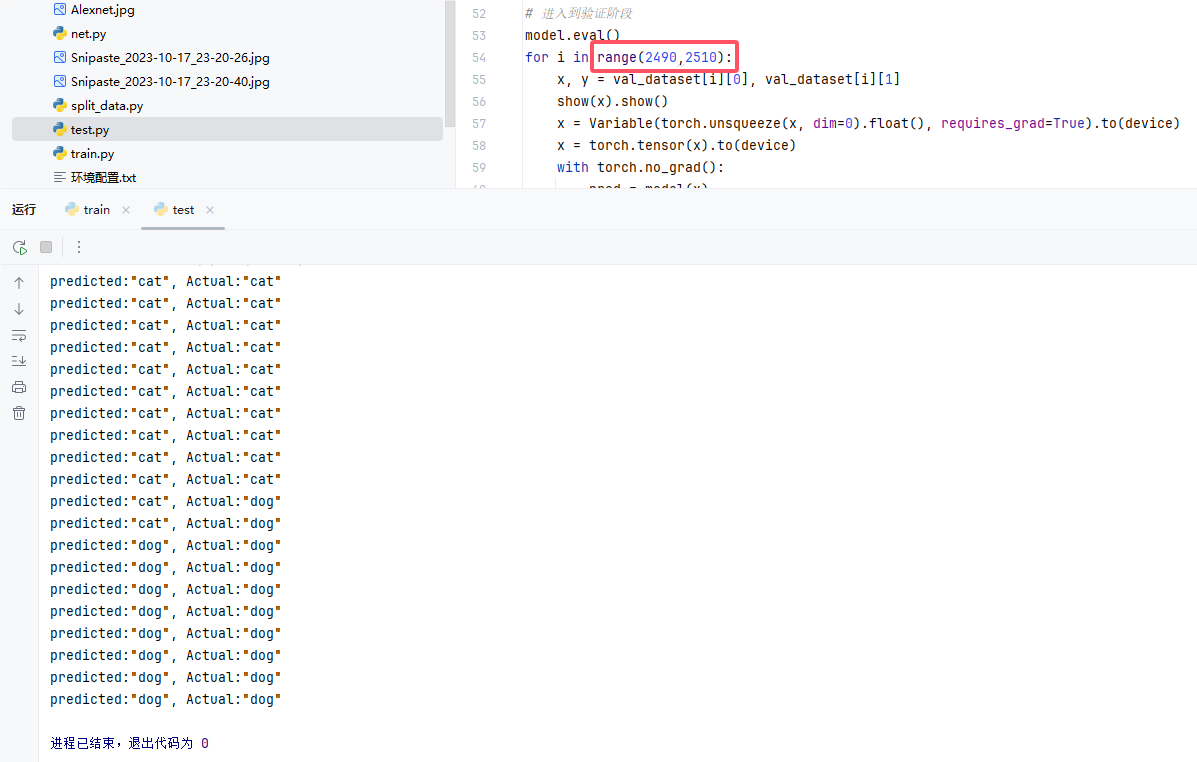 Alexnet.jpg
net.py
Snipaste_2023-10-17_23-20-26.jpg
Snipaste_2023-10-17_23-20-40.jpg
split_data.py
test.py
train.py
环境配置.txt
52 # 进入到验证阶段
53 model.eval()
54 for i in range(2490,2510):
55 x, y = val_dataset[i][0], val_dataset[i][1]
56 show(x).show()
57 x = Variable(torch.unsqueeze(x, dim=0).float(), requires_grad=True).to(device)
58 x = torch.tensor(x).to(device)
59 with torch.no_grad():
运行 train × test ×
predicted:"cat", Actual:"cat"
predicted:"cat", Actual:"cat"
predicted:"cat", Actual:"cat"
predicted:"cat", Actual:"cat"
predicted:"cat", Actual:"cat"
predicted:"cat", Actual:"cat"
predicted:"cat", Actual:"cat"
predicted:"cat", Actual:"cat"
predicted:"cat", Actual:"cat"
predicted:"cat", Actual:"cat"
predicted:"cat", Actual:"dog"
predicted:"cat", Actual:"dog"
predicted:"dog", Actual:"dog"
predicted:"dog", Actual:"dog"
predicted:"dog", Actual:"dog"
predicted:"dog", Actual:"dog"
predicted:"dog", Actual:"dog"
predicted:"dog", Actual:"dog"
predicted:"dog", Actual:"dog"
predicted:"dog", Actual:"dog"
进程已结束，退出代码为 0